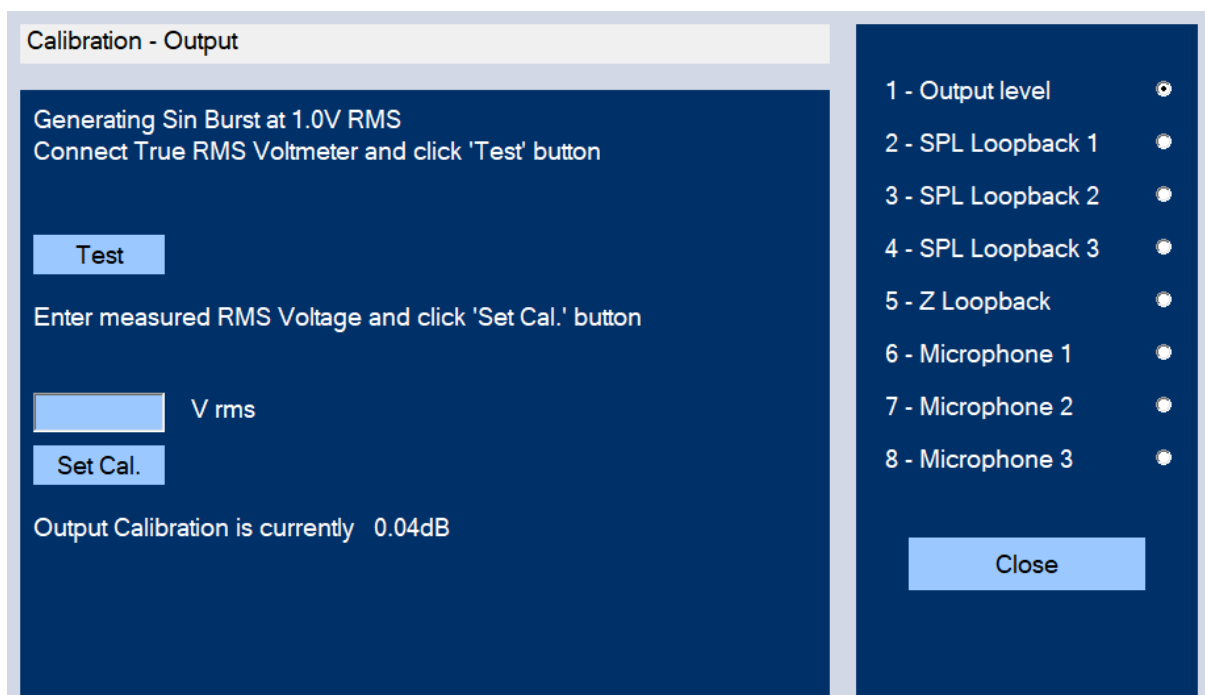 Calibration - Output
Generating Sin Burst at 1.0V RMS
Connect True RMS Voltmeter and click 'Test' button
Test
Enter measured RMS Voltage and click 'Set Cal.' button
V rms
Set Cal.
Output Calibration is currently 0.04dB
1 - Output level
2 - SPL Loopback 1
3 - SPL Loopback 2
4 - SPL Loopback 3
5 - Z Loopback
6 - Microphone 1
7 - Microphone 2
8 - Microphone 3
Close